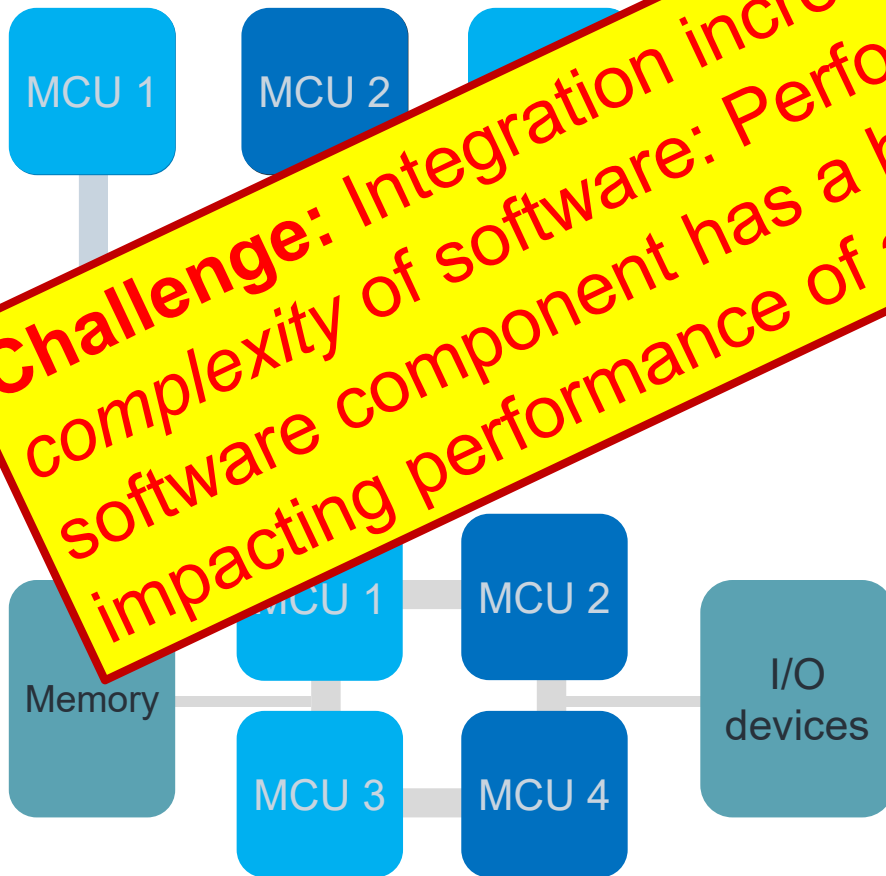 MCU 1
MCU 2
Challenge: Integration incre
complexity of software: Perfo
software component has a
impacting performance of
MCU 1
MCU 2
Memory
I/O
devices
MCU 3
MCU 4